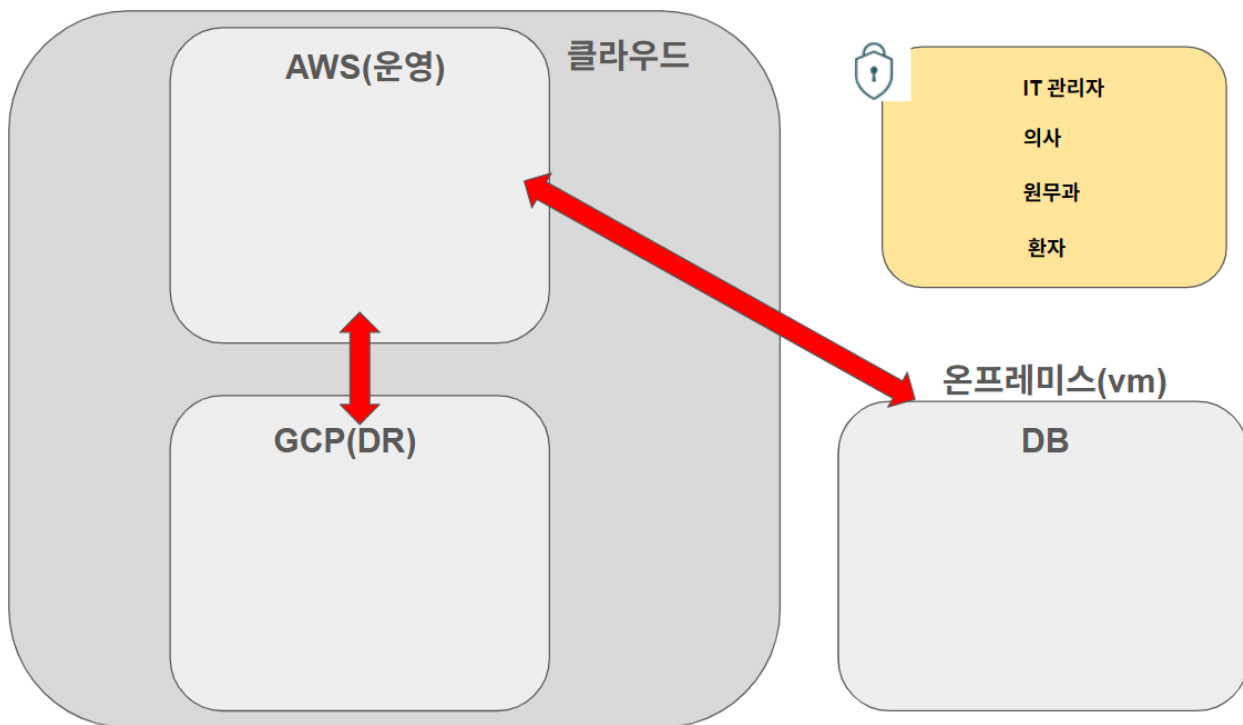 클라우드
AWS(운영)
GCP(DR)
IT 관리자
의사
원무과
환자
온프레미스(vm)
DB